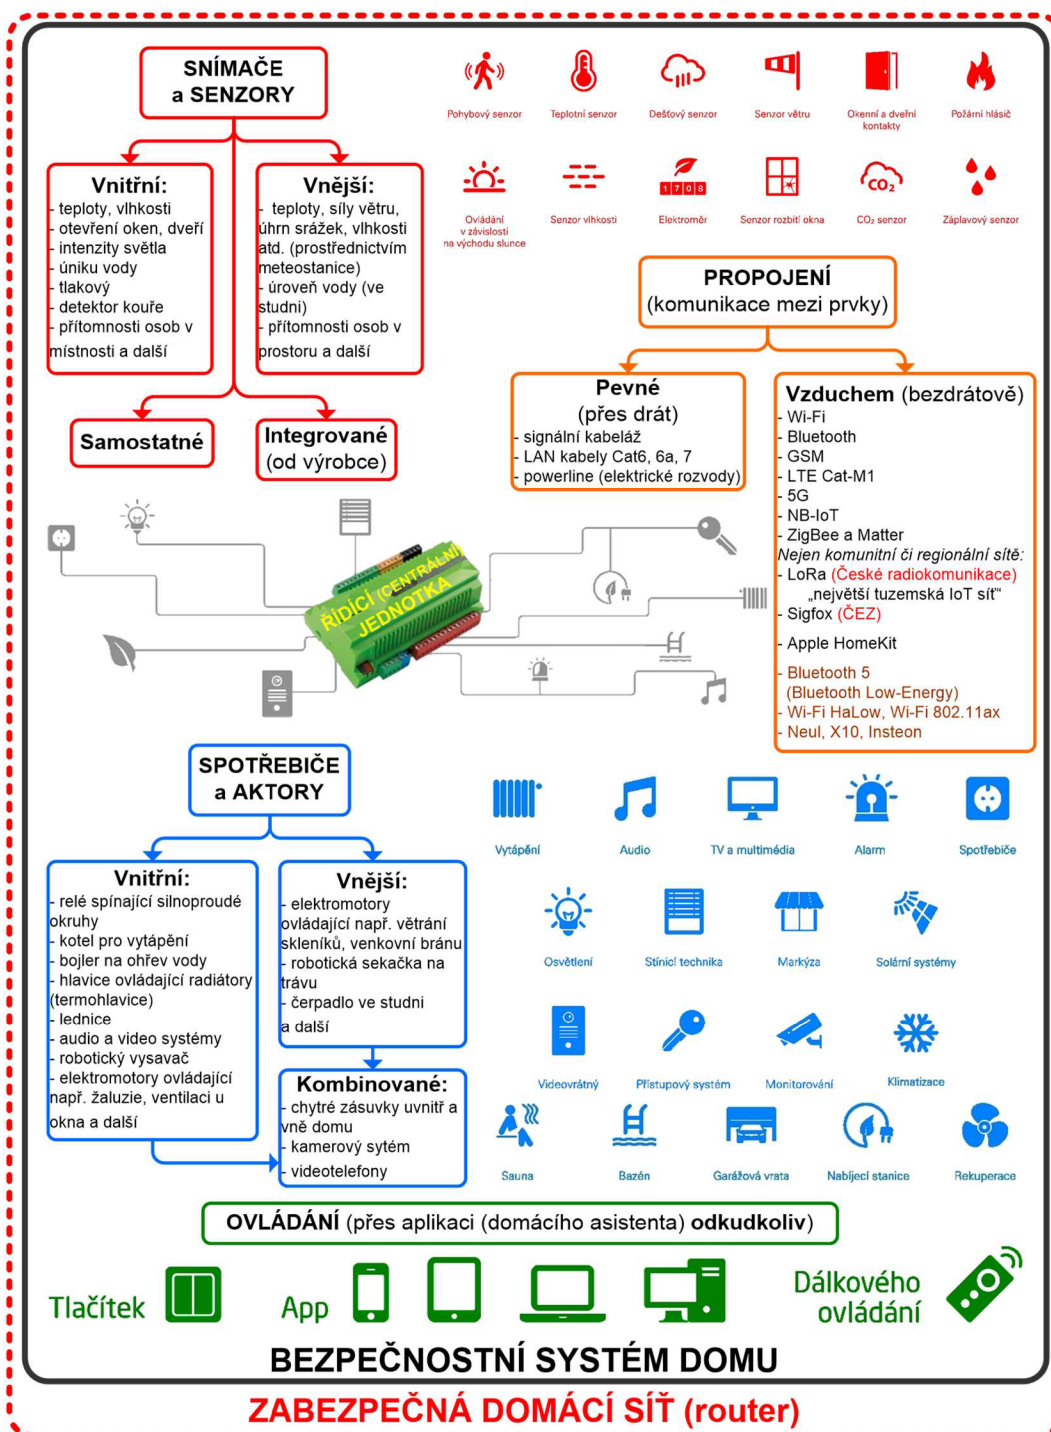 SNÍMAČE
a SENZORY
Vnitřní:
- teploty, vlhkosti
- otevření oken, dveří
- intenzity světla
- úniku vody
- tlakový
- detektor kouře
- přítomnosti osob v
místnosti a další
Vnější:
- teploty, síly větru,
úhrn srážek, vlhkosti
atd. (prostřednictvím
meteostanice)
- úroveň vody (ve
studni)
- přítomnosti osob v
prostoru a další
Samostatné
Integrované
(od výrobce)
Pohybový senzor
Teplotní senzor
Dešťový senzor
Senzor větru
Okenní a dveřní
kontakty
Požární hlásič
Ovládání
v závislosti
na východu slunce
Senzor vlhkosti
1708
Elektroměr
Senzor rozbití okna
CO₂
CO₂ senzor
Záplavový senzor
PROPOJENÍ
(komunikace mezi prvky)
Pevné
(přes drát)
- signální kabeláž
- LAN kabely Cat6, 6a, 7
- powerline (elektrické rozvody)
Vzduchem (bezdrátově)
- Wi-Fi
- Bluetooth
- GSM
- LTE Cat-M1
- 5G
- NB-IoT
- ZigBee a Matter
Nejen komunitní či regionální sítě:
- LoRa (České radiokomunikace)
„největší tuzemská IoT síť“
- Sigfox (ČEZ)
- Apple HomeKit
- Bluetooth 5
(Bluetooth Low-Energy)
- Wi-Fi HaLow, Wi-Fi 802.11ax
- Neul, X10, Insteon
ŘÍDÍCÍ (CENTRÁLNÍ)
JEDNOTKA
SPOTŘEBIČE
a AKTORY
Vnitřní:
- relé spínající silnoproudé
okruhy
- kotel pro vytápění
- bojler na ohřev vody
- hlavice ovládající radiátory
(termohlavice)
- lednice
- audio a video systémy
- robotický vysavač
- elektromotory ovládající
např. žaluzie, ventilaci u
okna a další
Vnější:
- elektromotory
ovládající např. větrání
skleníků, venkovní bránu
- robotická sekačka na
trávu
- čerpadlo ve studni
a další
Kombinované:
- chytré zásuvky uvnitř a
vně domu
- kamerový sytém
- videotelefony
Vytápění
Audio
TV a multimédia
Alarm
Spotřebiče
Osvětlení
Stínicí technika
Markýza
Solární systémy
Videovrátný
Přístupový systém
Monitorování
Klimatizace
Sauna
Bazén
Garážová vrata
Nabíjecí stanice
Rekuperace
OVLÁDÁNÍ (přes aplikaci (domácího asistenta) odkudkoliv)
Tlačítek
App
Dálkového
ovládání
BEZPEČNOSTNÍ SYSTÉM DOMU
ZABEZPEČNÁ DOMÁCÍ SÍŤ (router)